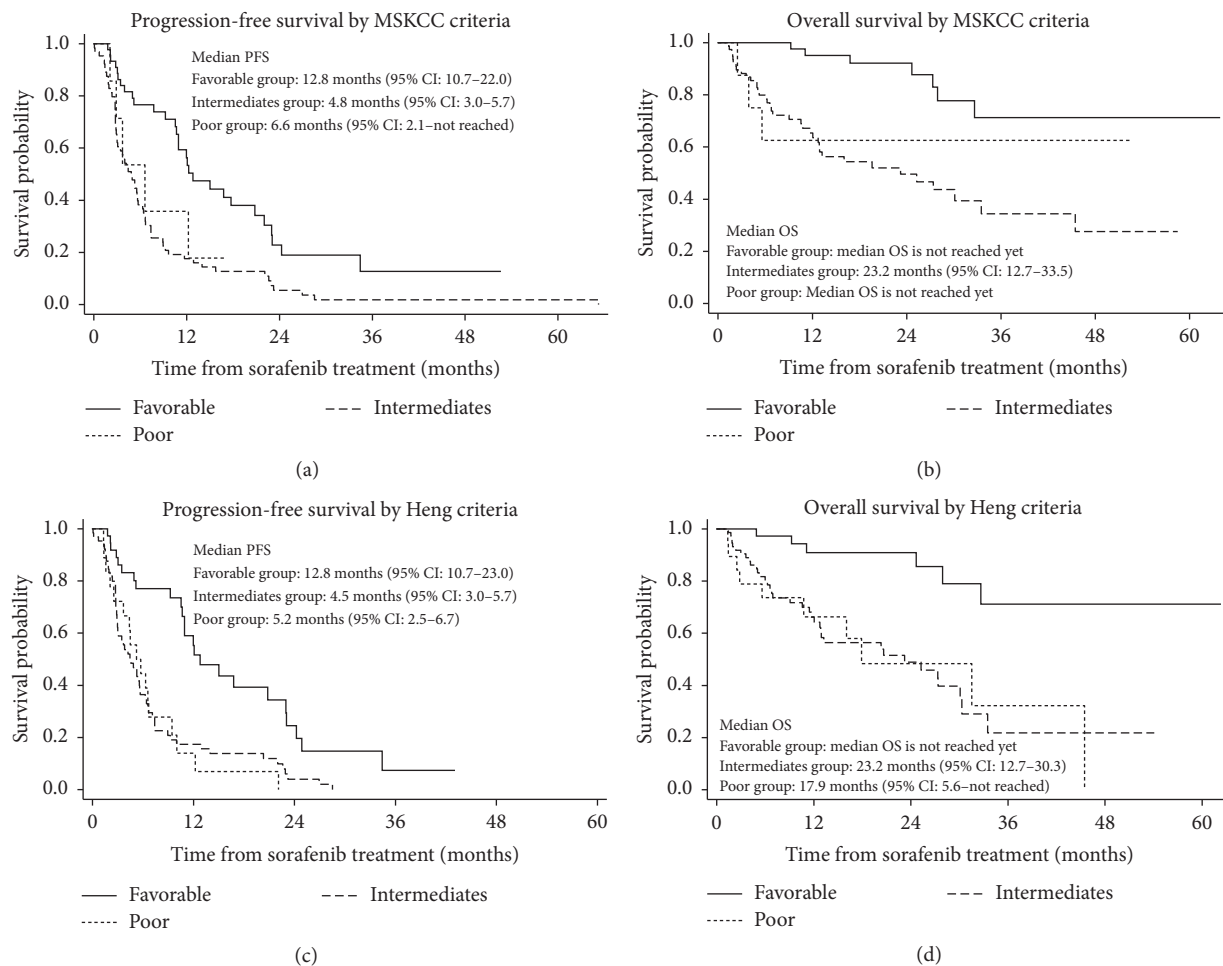 Progression-free survival by MSKCC criteria
Median PFS
Favorable group: 12.8 months (95% CI: 10.7–22.0)
Intermediates group: 4.8 months (95% CI: 3.0–5.7)
Poor group: 6.6 months (95% CI: 2.1–not reached)
Survival probability
1.0
0.8
0.6
0.4
0.2
0.0
0 12 24 36 48 60
Time from sorafenib treatment (months)
Favorable Intermediates
Poor
(a)
Overall survival by MSKCC criteria
Survival probability
1.0
0.8
0.6
0.4
0.2
0.0
Median OS
Favorable group: median OS is not reached yet
Intermediates group: 23.2 months (95% CI: 12.7–33.5)
Poor group: Median OS is not reached yet
0 12 24 36 48 60
Time from sorafenib treatment (months)
Favorable Intermediates
Poor
(b)
Progression-free survival by Heng criteria
Median PFS
Favorable group: 12.8 months (95% CI: 10.7–23.0)
Intermediates group: 4.5 months (95% CI: 3.0–5.7)
Poor group: 5.2 months (95% CI: 2.5–6.7)
Survival probability
1.0
0.8
0.6
0.4
0.2
0.0
0 12 24 36 48 60
Time from sorafenib treatment (months)
Favorable Intermediates
Poor
(c)
Overall survival by Heng criteria
Survival probability
1.0
0.8
0.6
0.4
0.2
0.0
Median OS
Favorable group: median OS is not reached yet
Intermediates group: 23.2 months (95% CI: 12.7–30.3)
Poor group: 17.9 months (95% CI: 5.6–not reached)
0 12 24 36 48 60
Time from sorafenib treatment (months)
Favorable Intermediates
Poor
(d)